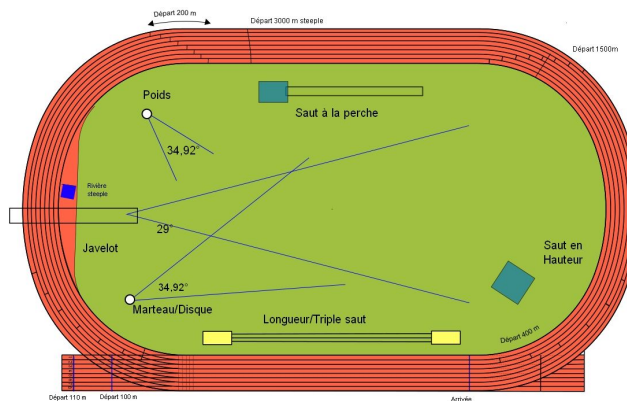 Départ 200 m
Départ 3000 m steeple
Départ 1500m
Poids
34,92°
Saut à la perche
Rivière
steeple
29°
Javelot
Saut en
Hauteur
34,92°
Marteau/Disque
Longueur/Triple saut
Départ 400 m
Départ 110 m
Départ 100 m
Arrivée